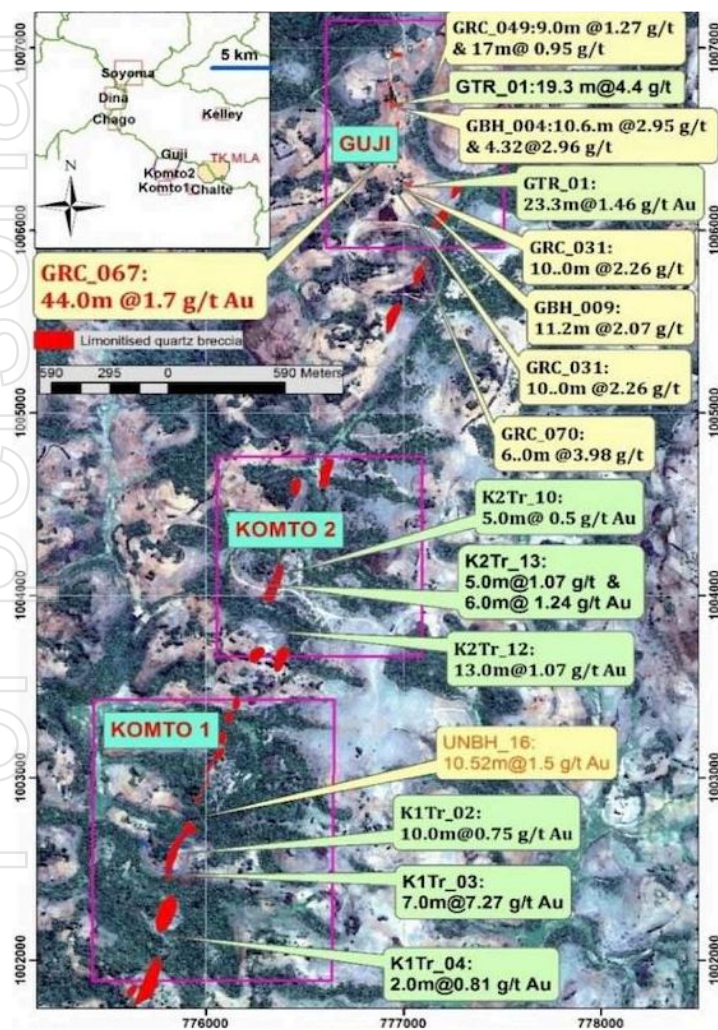 GRC_049:9.0m @1.27 g/t
& 17m@ 0.95 g/t
GTR_01:19.3 m@4.4 g/t
GBH_004:10.6.m @2.95 g/t
& 4.32@2.96 g/t
GTR_01:
23.3m@1.46 g/t Au
GRC_031:
10..0m @2.26 g/t
GBH_009:
11.2m @2.07 g/t
GRC_031:
10..0m @2.26 g/t
GRC_070:
6..0m @3.98 g/t
5 km
Soyoma
Dina
Chago
Kelley
Guji
TK MLA
Komto2
Komto1
Chalte
N
GUJI
GRC_067:
44.0m @1.7 g/t Au
Limonitised quartz breccia
590 295 0 590 Meters
KOMTO 2
K2Tr_10:
5.0m@ 0.5 g/t Au
K2Tr_13:
5.0m@1.07 g/t &
6.0m@ 1.24 g/t Au
K2Tr_12:
13.0m@1.07 g/t Au
KOMTO 1
UNBH_16:
10.52m@1.5 g/t Au
K1Tr_02:
10.0m@0.75 g/t Au
K1Tr_03:
7.0m@7.27 g/t Au
K1Tr_04:
2.0m@0.81 g/t Au
1007000
1006000
1005000
1004000
1003000
1002000
1007000
1006000
1005000
1004000
1003000
1002000
776000 777000 778000